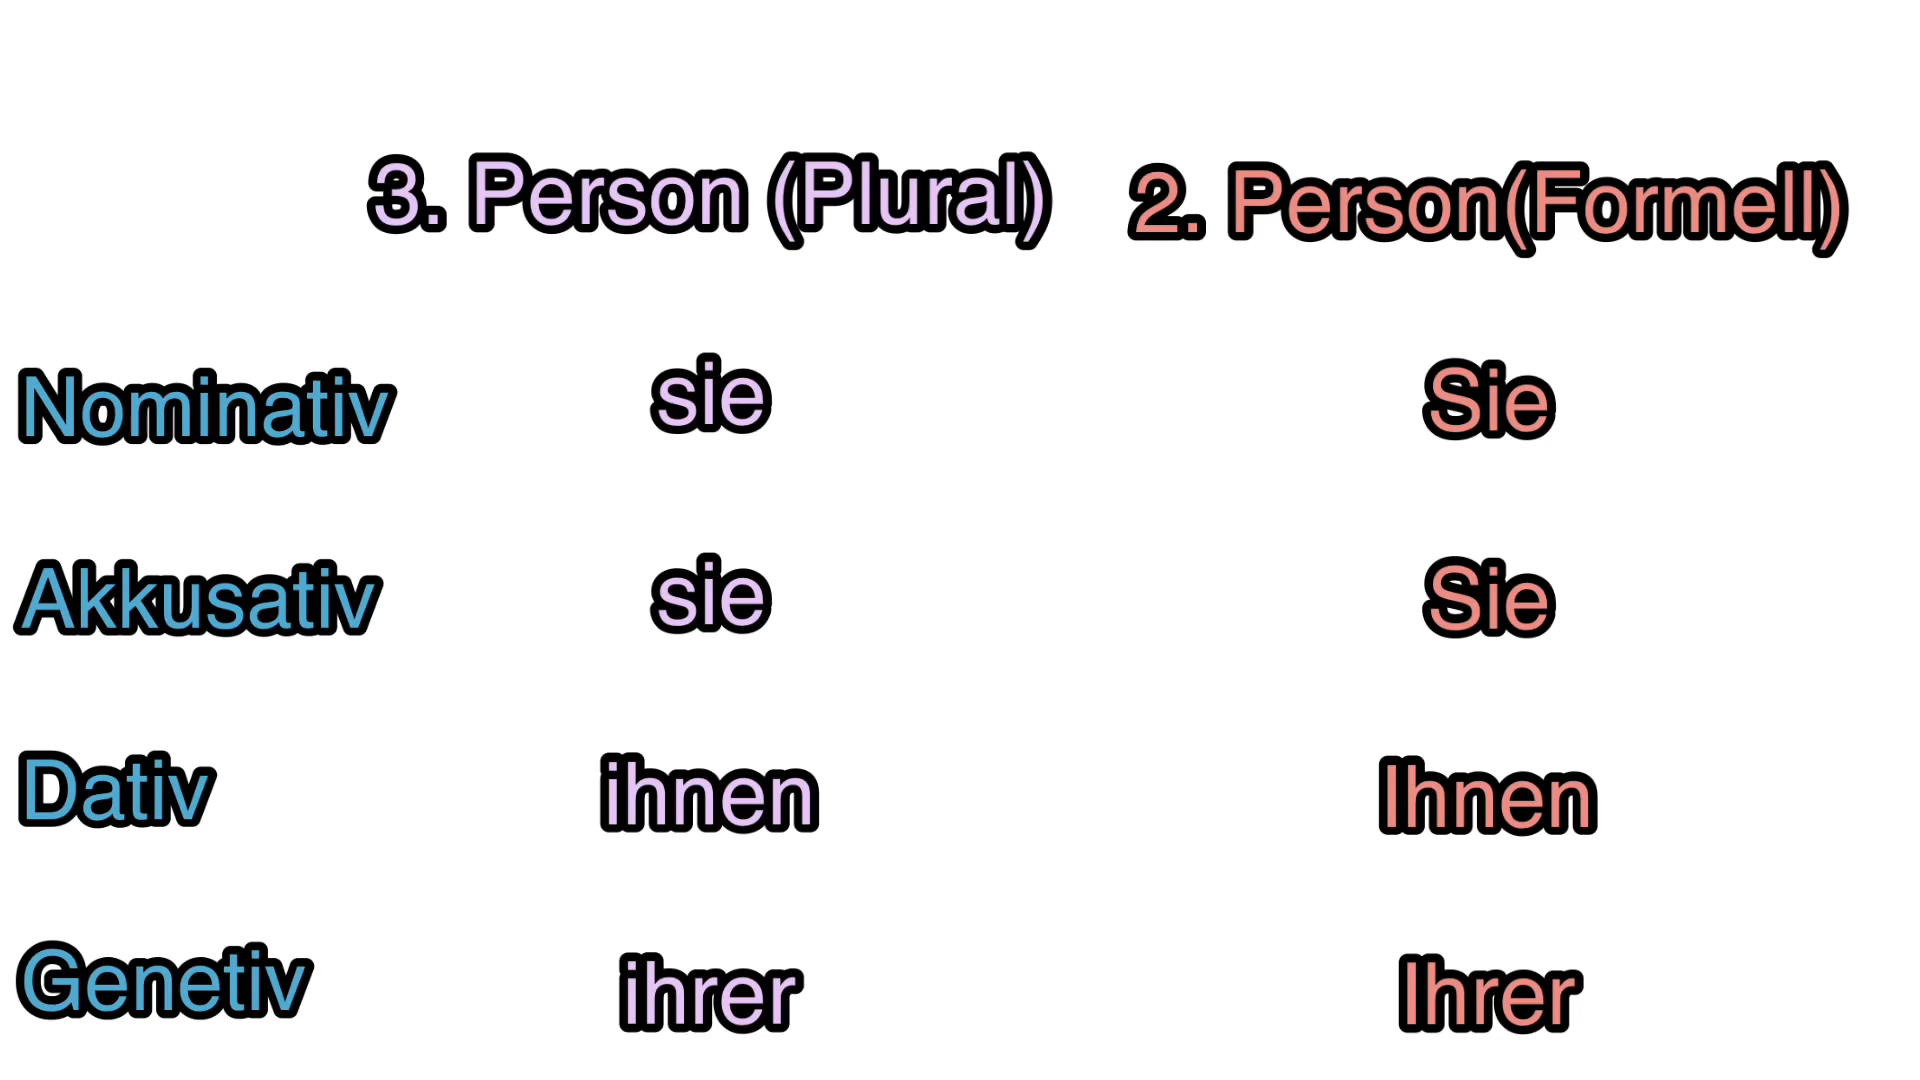 3. Person (Plural) 2. Person(Formell)
Nominativ sie Sie
Akkusativ sie Sie
Dativ ihnen Ihnen
Genetiv ihrer Ihrer